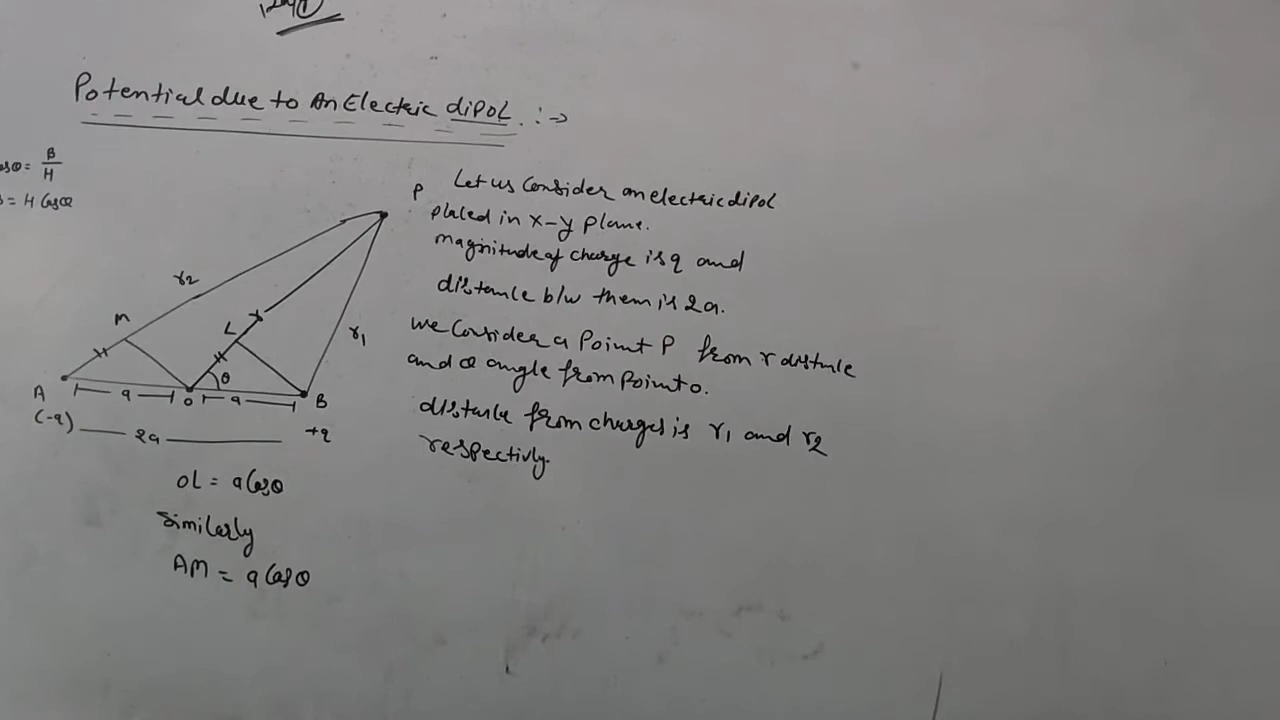 Potential due to An Electric dipol. :->
B
H
= H Cosθ
P
Let us Consider an electric dipol
placed in x-y plane.
magnitude of charge is q and
distance b/w them is 2a.
We Consider a Point P from r distance
and θ angle from Point o.
distance from charges is r1 and r2
respectivly.
r2
M
L
r1
θ
A
a
o
a
B
(-q)
2a
+q
OL = a Cosθ
Similarly
AM = a Cosθ